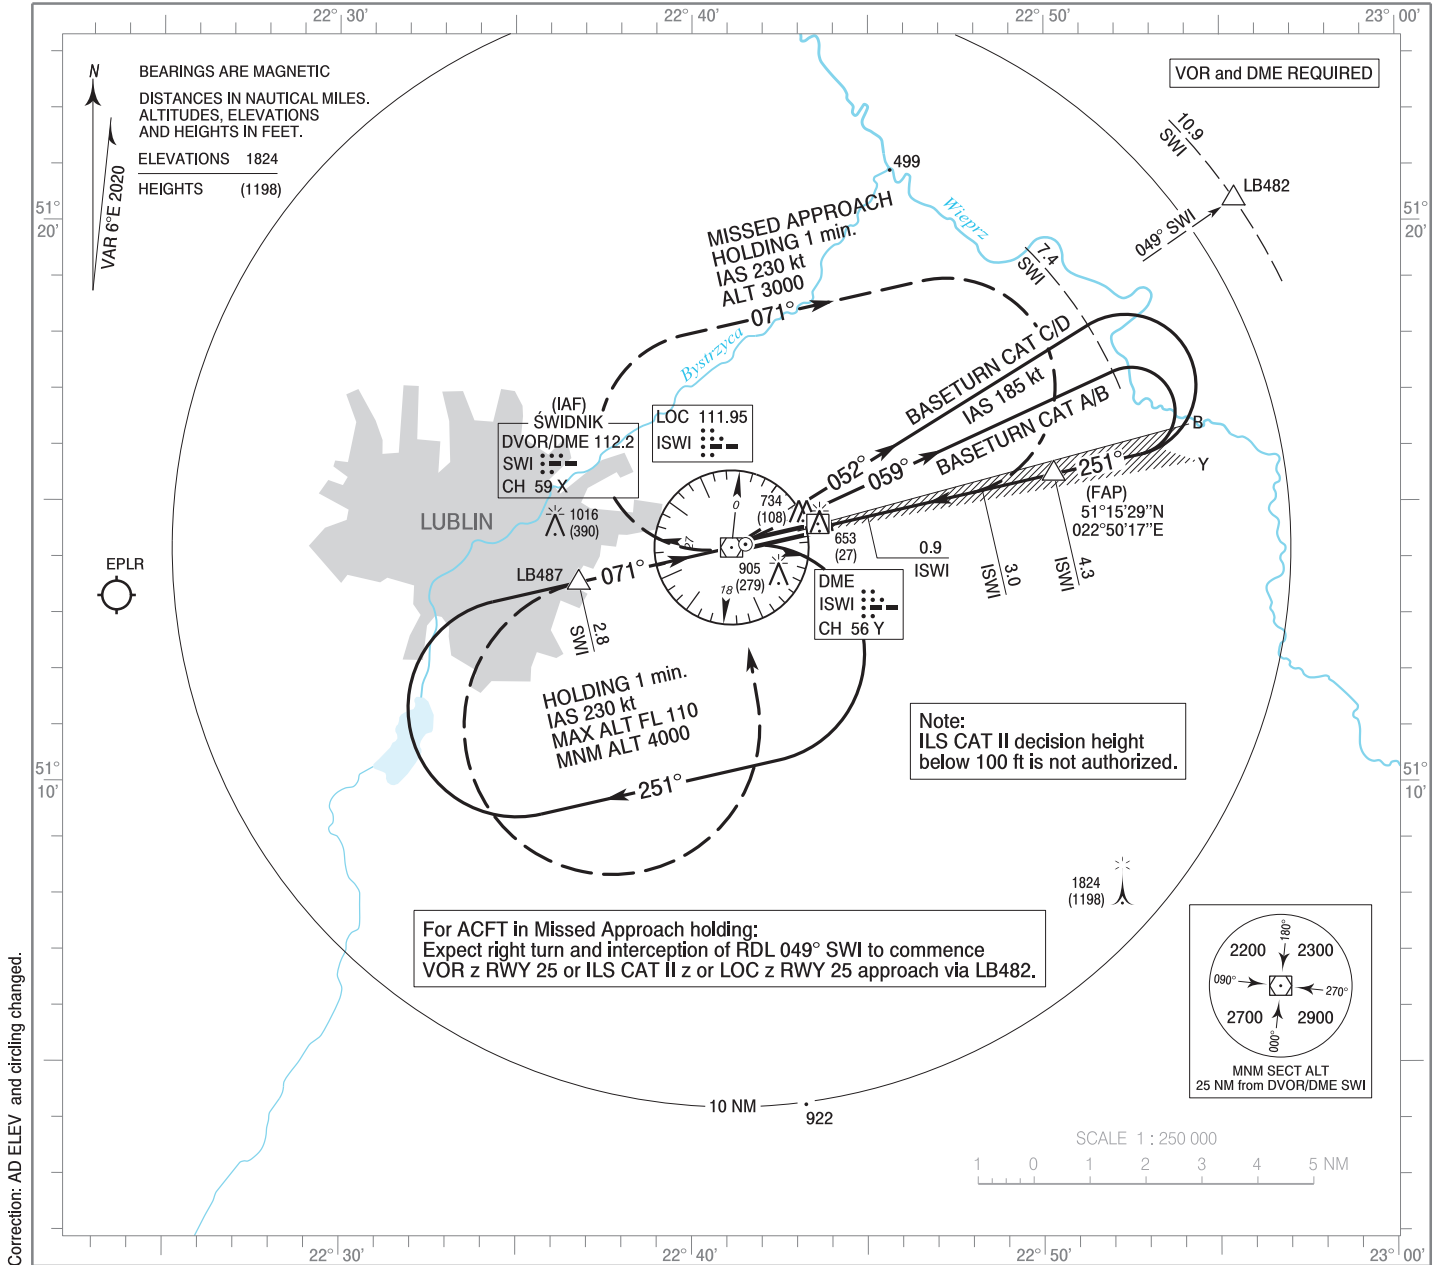 22° 30’
22° 40’
22° 50’
23° 00’
N
VAR 6°E 2020
BEARINGS ARE MAGNETIC
DISTANCES IN NAUTICAL MILES.
ALTITUDES, ELEVATIONS
AND HEIGHTS IN FEET.
ELEVATIONS 1824
HEIGHTS (1198)
VOR and DME REQUIRED
10.9
SWI
LB482
049° SWI
499
51°
20’
51°
20’
Wieprz
MISSED APPROACH
HOLDING 1 min.
IAS 230 kt
ALT 3000
071°
7.4
SWI
Bystrzyca
BASETURN CAT C/D
IAS 185 kt
BASETURN CAT A/B
052°
059°
B
Y
251°
(FAP)
51°15’29”N
022°50’17”E
(IAF)
ŚWIDNIK
DVOR/DME 112.2
SWI
CH 59 X
LOC 111.95
ISWI
LUBLIN
1016
(390)
734
(108)
653
(27)
905
(279)
0
27
18
0.9
ISWI
3.0
ISWI
4.3
ISWI
EPLR
LB487
071°
2.8
SWI
DME
ISWI
CH 56 Y
HOLDING 1 min.
IAS 230 kt
MAX ALT FL 110
MNM ALT 4000
251°
Note:
ILS CAT II decision height
below 100 ft is not authorized.
51°
10’
51°
10’
1824
(1198)
For ACFT in Missed Approach holding:
Expect right turn and interception of RDL 049° SWI to commence
VOR z RWY 25 or ILS CAT II z or LOC z RWY 25 approach via LB482.
2200
180°
2300
090°
270°
2700
000°
2900
MNM SECT ALT
25 NM from DVOR/DME SWI
10 NM
922
SCALE 1 : 250 000
1 0 1 2 3 4 5 NM
Correction: AD ELEV and circling changed.
22° 30’
22° 40’
22° 50’
23° 00’